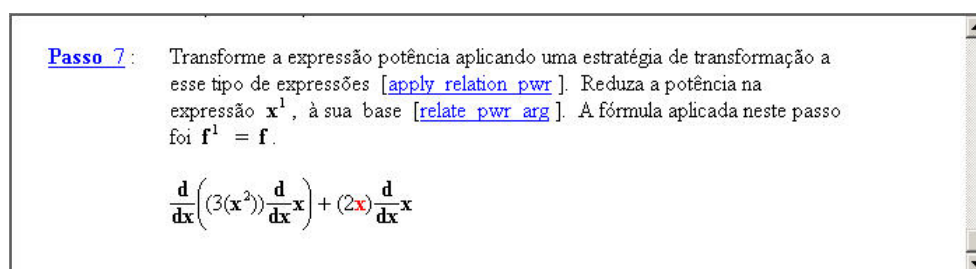 Passo 7 : Transforme a expressão potência aplicando uma estratégia de transformação a
esse tipo de expressões [apply relation pwr ]. Reduza a potência na
expressão x¹ , à sua base [relate pwr arg ]. A fórmula aplicada neste passo
foi f¹ = f .
d/dx((3(x²))d/dx x) + (2x)d/dx x